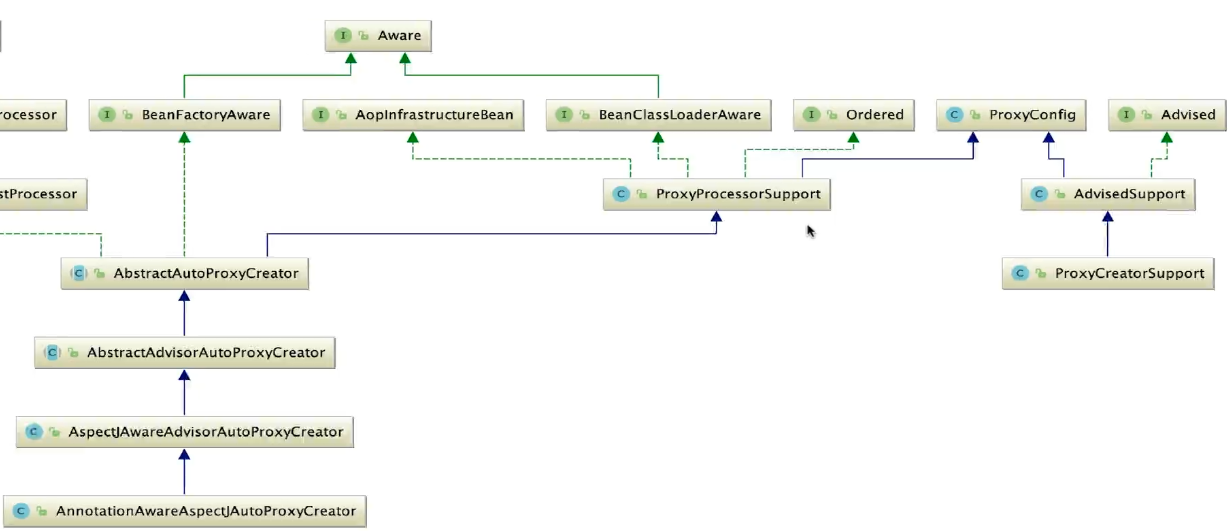 Aware
rocessor
BeanFactoryAware
AopInfrastructureBean
BeanClassLoaderAware
Ordered
ProxyConfig
Advised
stProcessor
ProxyProcessorSupport
AdvisedSupport
AbstractAutoProxyCreator
ProxyCreatorSupport
AbstractAdvisorAutoProxyCreator
AspectJAwareAdvisorAutoProxyCreator
AnnotationAwareAspectJAutoProxyCreator